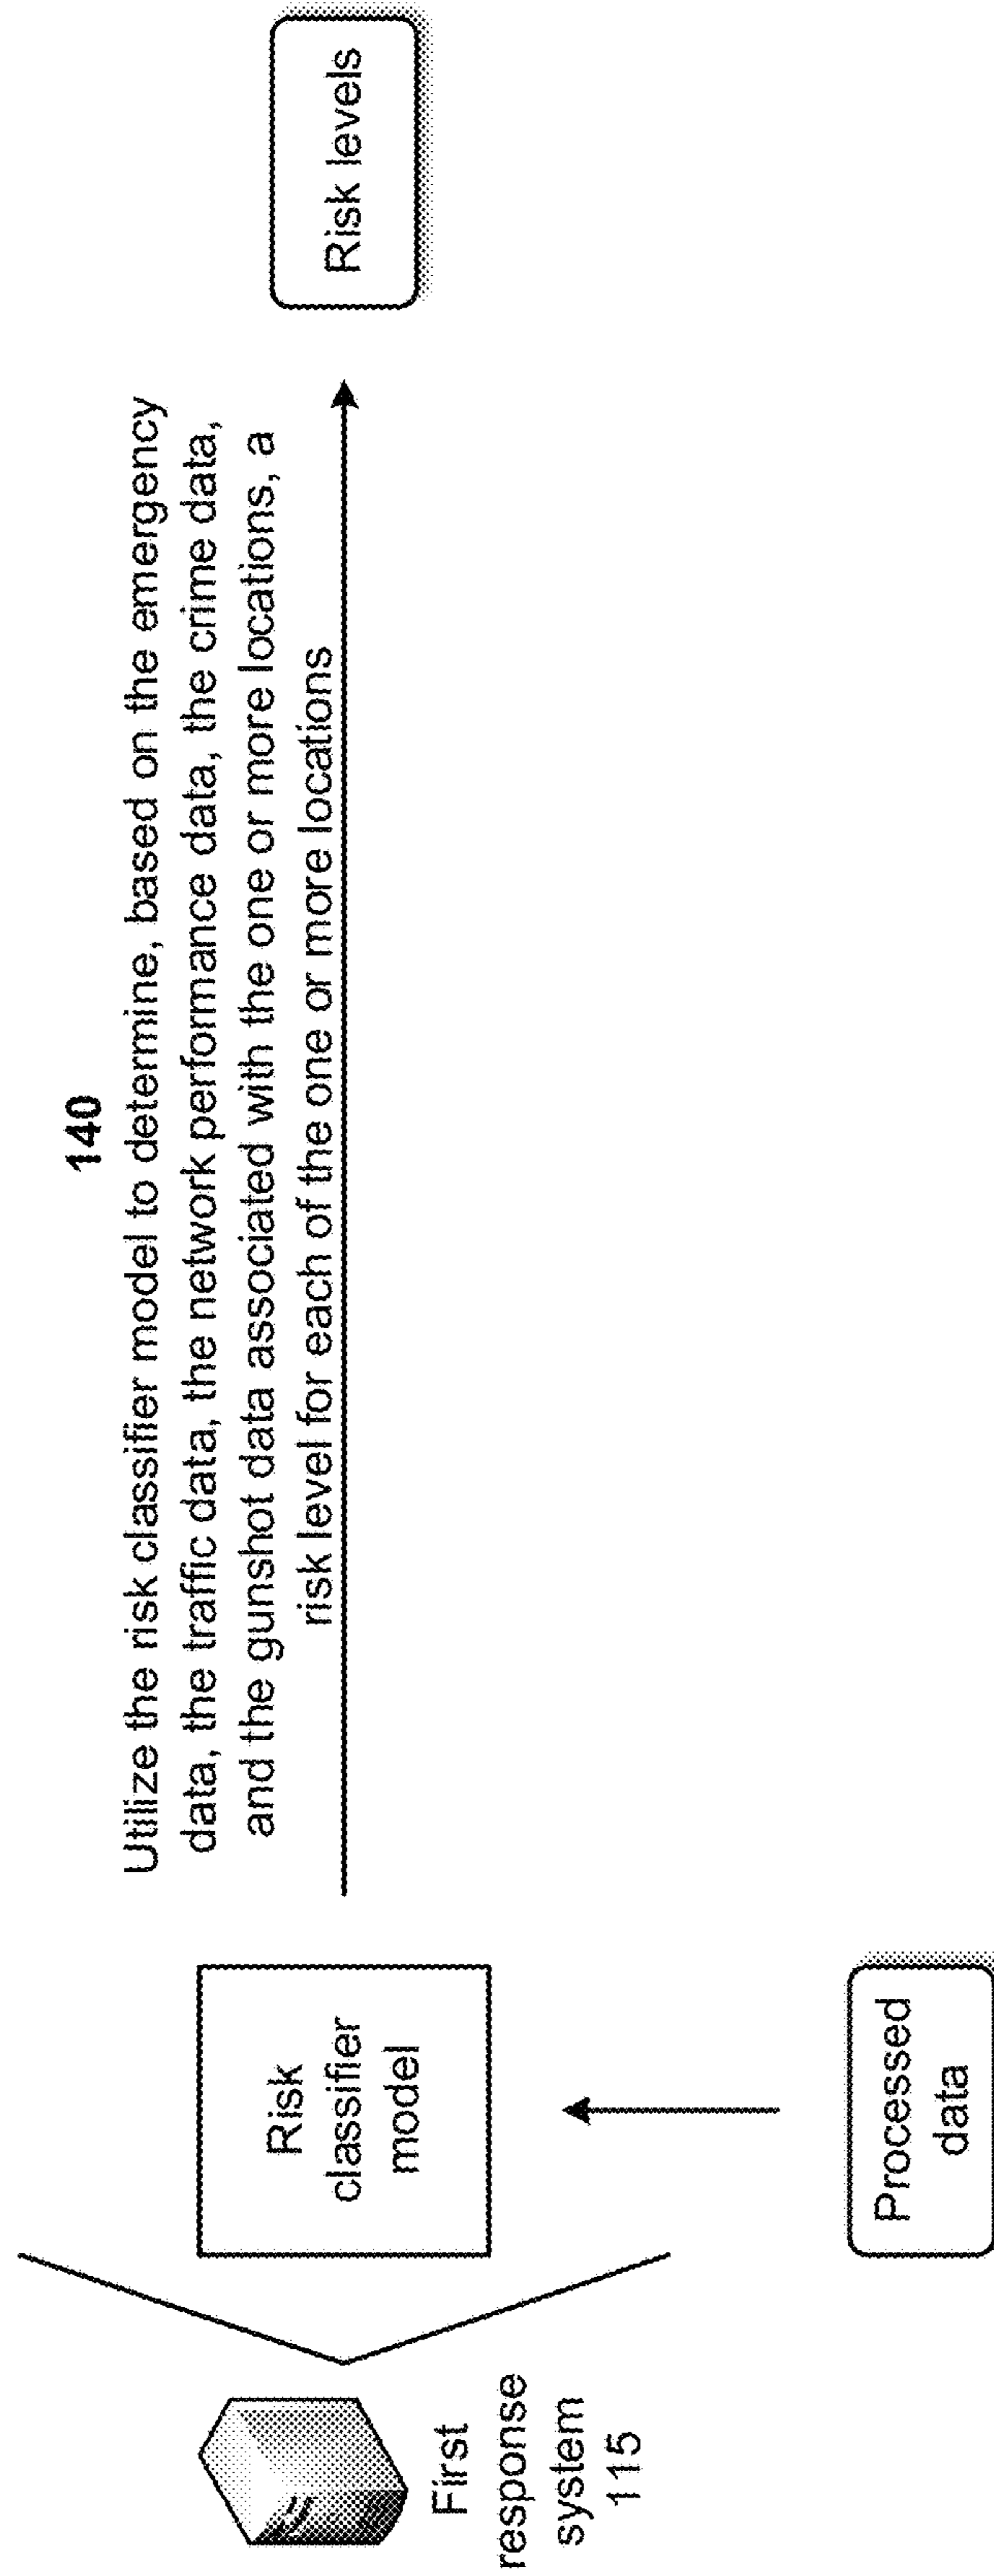 140
Utilize the risk classifier model to determine, based on the emergency
data, the traffic data, the network performance data, the crime data,
and the gunshot data associated with the one or more locations, a
risk level for each of the one or more locations
Risk levels
Risk
classifier
model
First
response
system
115
Processed
data